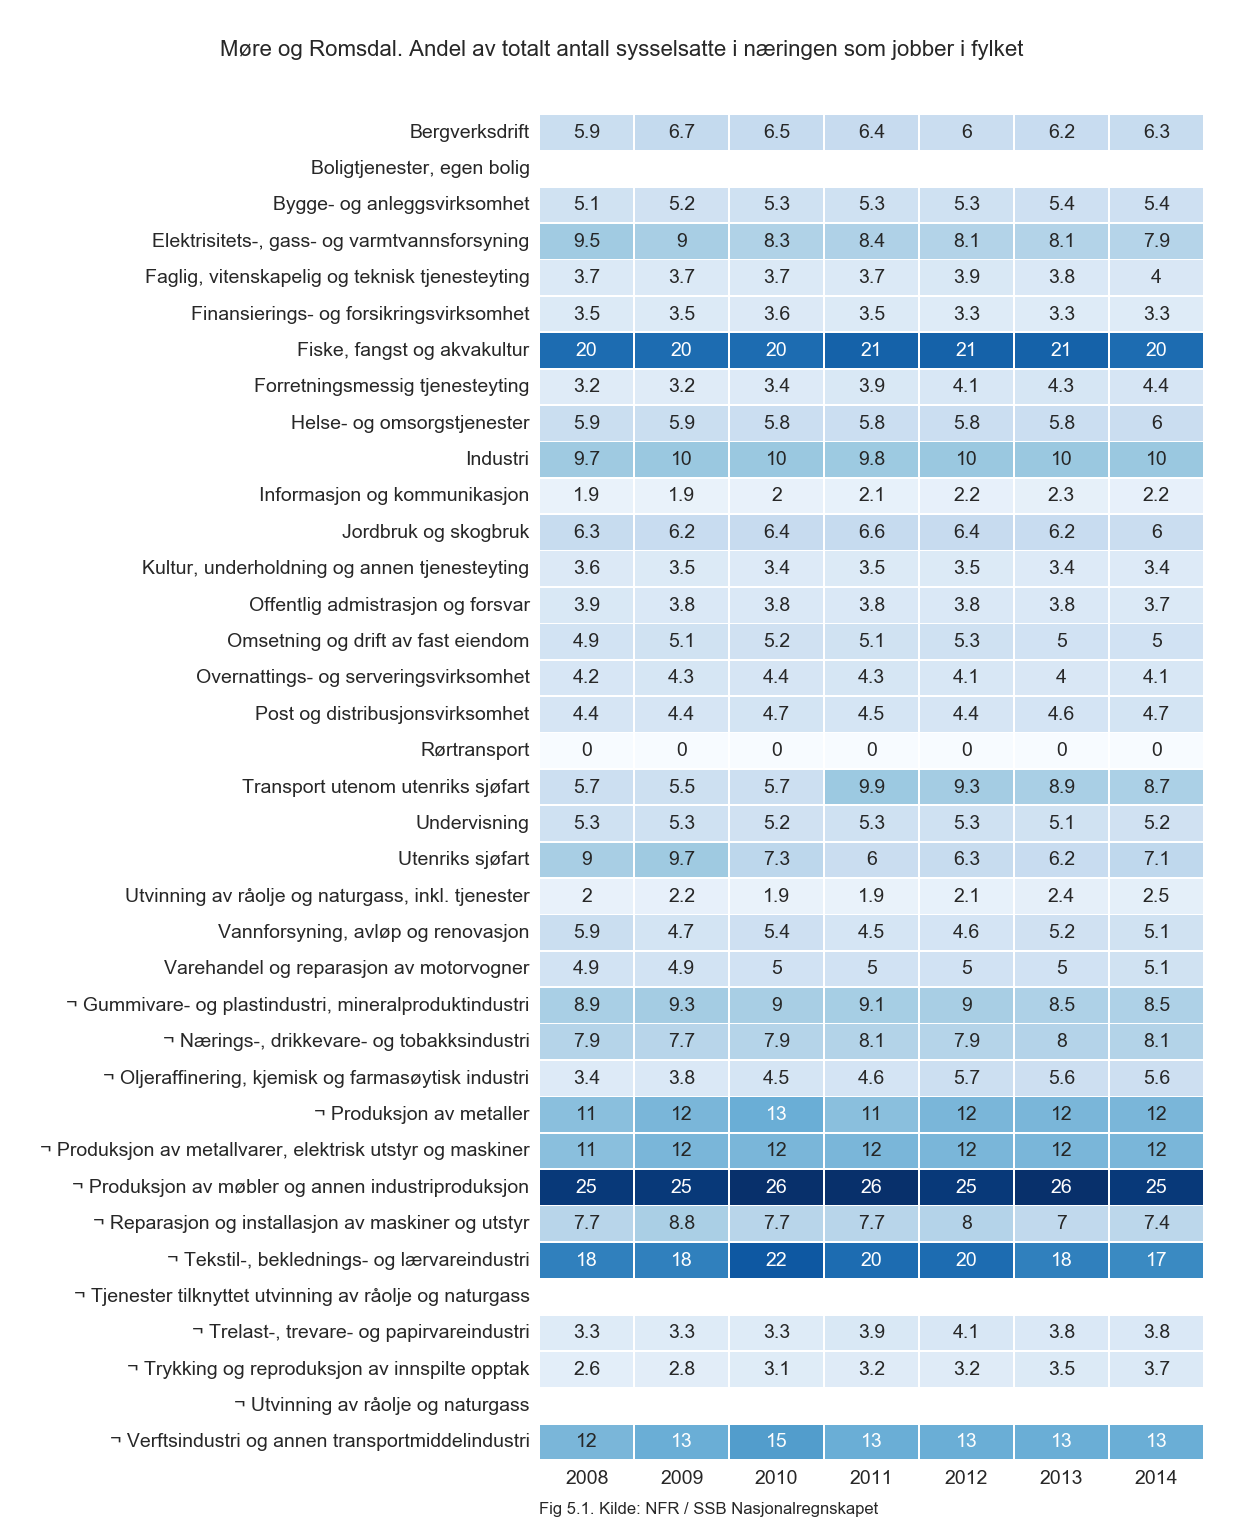 Møre og Romsdal. Andel av totalt antall sysselsatte i næringen som jobber i fylket
Bergverksdrift 5.9 6.7 6.5 6.4 6 6.2 6.3
Boligtjenester, egen bolig
Bygge- og anleggsvirksomhet 5.1 5.2 5.3 5.3 5.3 5.4 5.4
Elektrisitets-, gass- og varmtvannsforsyning 9.5 9 8.3 8.4 8.1 8.1 7.9
Faglig, vitenskapelig og teknisk tjenesteyting 3.7 3.7 3.7 3.7 3.9 3.8 4
Finansierings- og forsikringsvirksomhet 3.5 3.5 3.6 3.5 3.3 3.3 3.3
Fiske, fangst og akvakultur 20 20 20 21 21 21 20
Forretningsmessig tjenesteyting 3.2 3.2 3.4 3.9 4.1 4.3 4.4
Helse- og omsorgstjenester 5.9 5.9 5.8 5.8 5.8 5.8 6
Industri 9.7 10 10 9.8 10 10 10
Informasjon og kommunikasjon 1.9 1.9 2 2.1 2.2 2.3 2.2
Jordbruk og skogbruk 6.3 6.2 6.4 6.6 6.4 6.2 6
Kultur, underholdning og annen tjenesteyting 3.6 3.5 3.4 3.5 3.5 3.4 3.4
Offentlig admistrasjon og forsvar 3.9 3.8 3.8 3.8 3.8 3.8 3.7
Omsetning og drift av fast eiendom 4.9 5.1 5.2 5.1 5.3 5 5
Overnattings- og serveringsvirksomhet 4.2 4.3 4.4 4.3 4.1 4 4.1
Post og distribusjonsvirksomhet 4.4 4.4 4.7 4.5 4.4 4.6 4.7
Rørtransport 0 0 0 0 0 0 0
Transport utenom utenriks sjøfart 5.7 5.5 5.7 9.9 9.3 8.9 8.7
Undervisning 5.3 5.3 5.2 5.3 5.3 5.1 5.2
Utenriks sjøfart 9 9.7 7.3 6 6.3 6.2 7.1
Utvinning av råolje og naturgass, inkl. tjenester 2 2.2 1.9 1.9 2.1 2.4 2.5
Vannforsyning, avløp og renovasjon 5.9 4.7 5.4 4.5 4.6 5.2 5.1
Varehandel og reparasjon av motorvogner 4.9 4.9 5 5 5 5 5.1
¬ Gummivare- og plastindustri, mineralproduktindustri 8.9 9.3 9 9.1 9 8.5 8.5
¬ Nærings-, drikkevare- og tobakksindustri 7.9 7.7 7.9 8.1 7.9 8 8.1
¬ Oljeraffinering, kjemisk og farmasøytisk industri 3.4 3.8 4.5 4.6 5.7 5.6 5.6
¬ Produksjon av metaller 11 12 13 11 12 12 12
¬ Produksjon av metallvarer, elektrisk utstyr og maskiner 11 12 12 12 12 12 12
¬ Produksjon av møbler og annen industriproduksjon 25 25 26 26 25 26 25
¬ Reparasjon og installasjon av maskiner og utstyr 7.7 8.8 7.7 7.7 8 7 7.4
¬ Tekstil-, beklednings- og lærvareindustri 18 18 22 20 20 18 17
¬ Tjenester tilknyttet utvinning av råolje og naturgass
¬ Trelast-, trevare- og papirvareindustri 3.3 3.3 3.3 3.9 4.1 3.8 3.8
¬ Trykking og reproduksjon av innspilte opptak 2.6 2.8 3.1 3.2 3.2 3.5 3.7
¬ Utvinning av råolje og naturgass
¬ Verftsindustri og annen transportmiddelindustri 12 13 15 13 13 13 13
2008 2009 2010 2011 2012 2013 2014
Fig 5.1. Kilde: NFR / SSB Nasjonalregnskapet